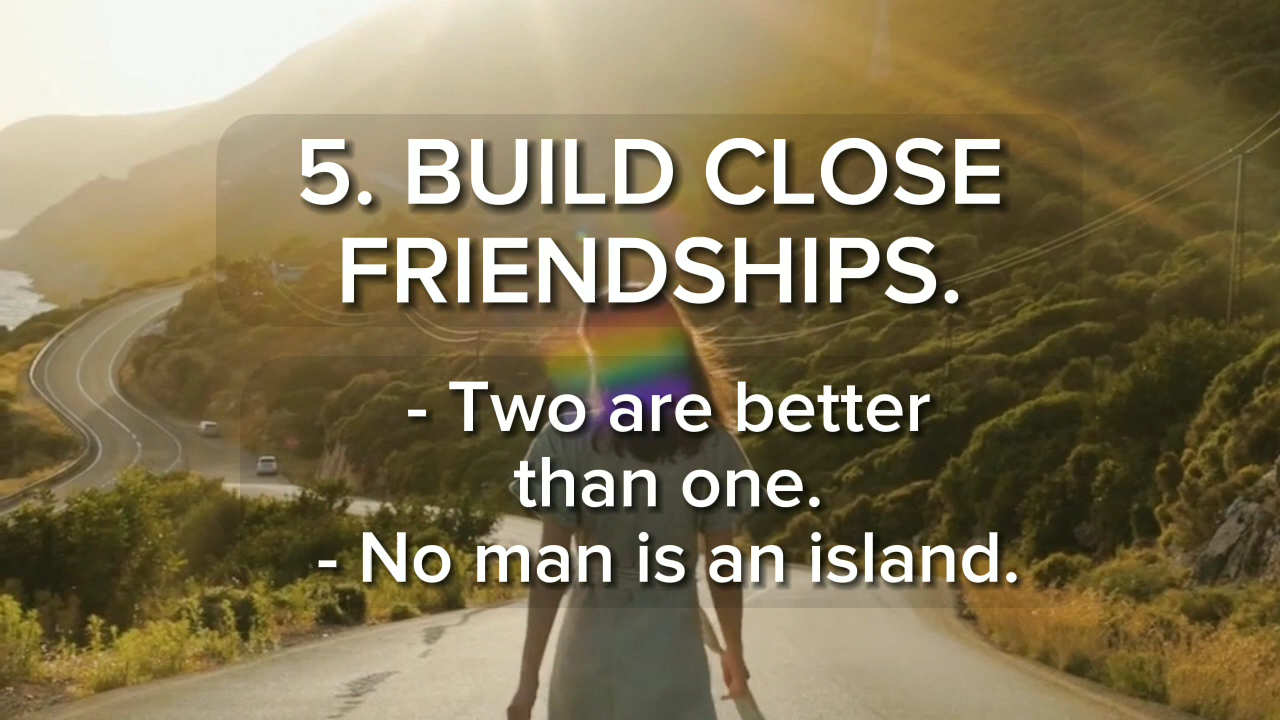 5. BUILD CLOSE
FRIENDSHIPS.
- Two are better
than one.
- No man is an island.